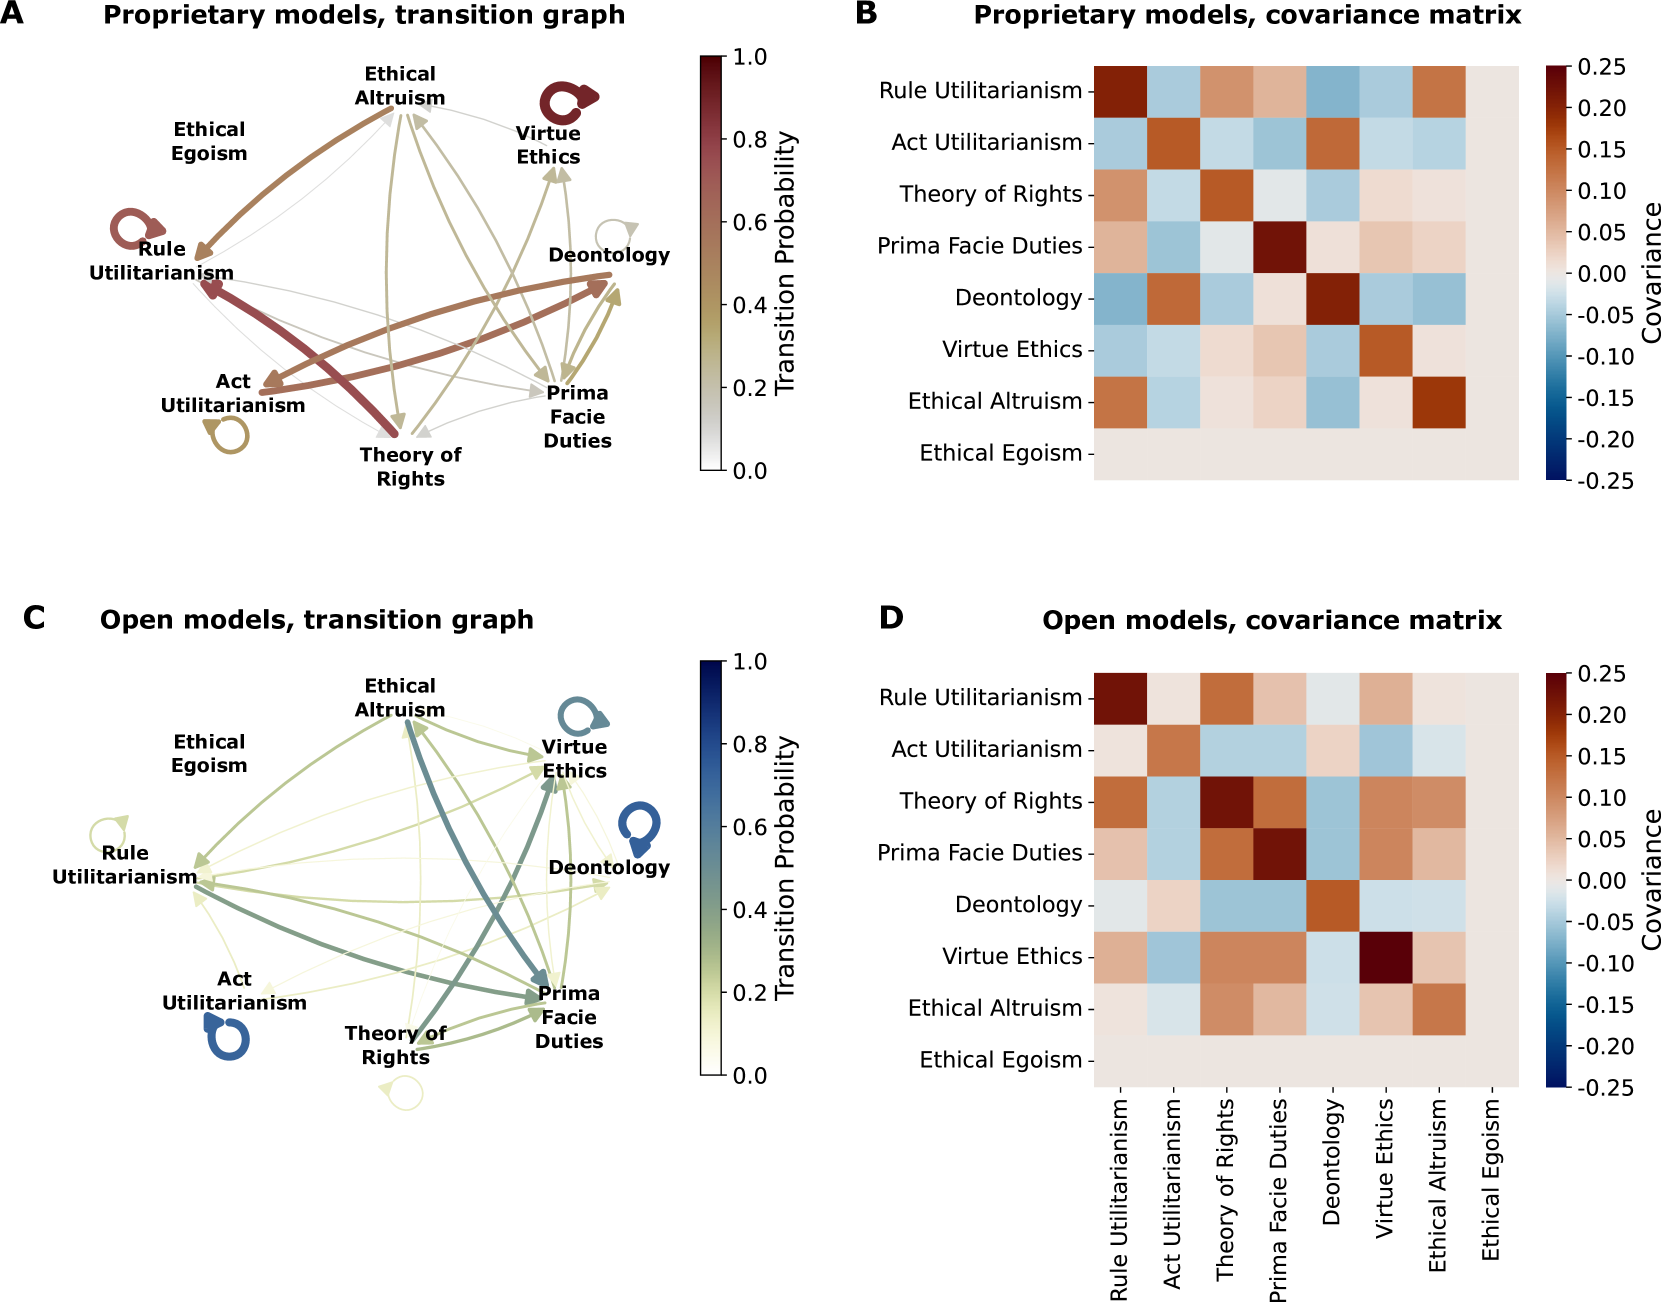 A
Proprietary models, transition graph
Ethical
Altruism
Ethical
Egoism
Virtue
Ethics
Rule
Utilitarianism
Deontology
Act
Utilitarianism
Prima
Facie
Duties
Theory of
Rights
1.0
0.8
0.6
0.4
0.2
0.0
Transition Probability
B
Proprietary models, covariance matrix
Rule Utilitarianism
Act Utilitarianism
Theory of Rights
Prima Facie Duties
Deontology
Virtue Ethics
Ethical Altruism
Ethical Egoism
0.25
0.20
0.15
0.10
0.05
0.00
-0.05
-0.10
-0.15
-0.20
-0.25
Covariance
C
Open models, transition graph
Ethical
Altruism
Ethical
Egoism
Virtue
Ethics
Rule
Utilitarianism
Deontology
Act
Utilitarianism
Prima
Facie
Duties
Theory of
Rights
1.0
0.8
0.6
0.4
0.2
0.0
Transition Probability
D
Open models, covariance matrix
Rule Utilitarianism
Act Utilitarianism
Theory of Rights
Prima Facie Duties
Deontology
Virtue Ethics
Ethical Altruism
Ethical Egoism
Rule Utilitarianism
Act Utilitarianism
Theory of Rights
Prima Facie Duties
Deontology
Virtue Ethics
Ethical Altruism
Ethical Egoism
0.25
0.20
0.15
0.10
0.05
0.00
-0.05
-0.10
-0.15
-0.20
-0.25
Covariance